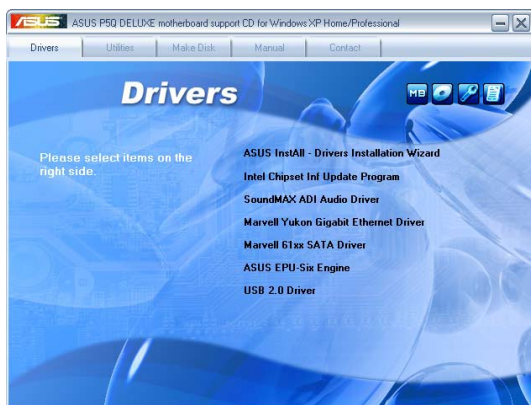 ASUS ASUS P5Q DELUXE motherboard support CD for Windows XP Home/Professional
Drivers Utilities Make Disk Manual Contact
Drivers
MB
Please select items on the
right side.
ASUS InstAll - Drivers Installation Wizard
Intel Chipset Inf Update Program
SoundMAX ADI Audio Driver
Marvell Yukon Gigabit Ethernet Driver
Marvell 61xx SATA Driver
ASUS EPU-Six Engine
USB 2.0 Driver